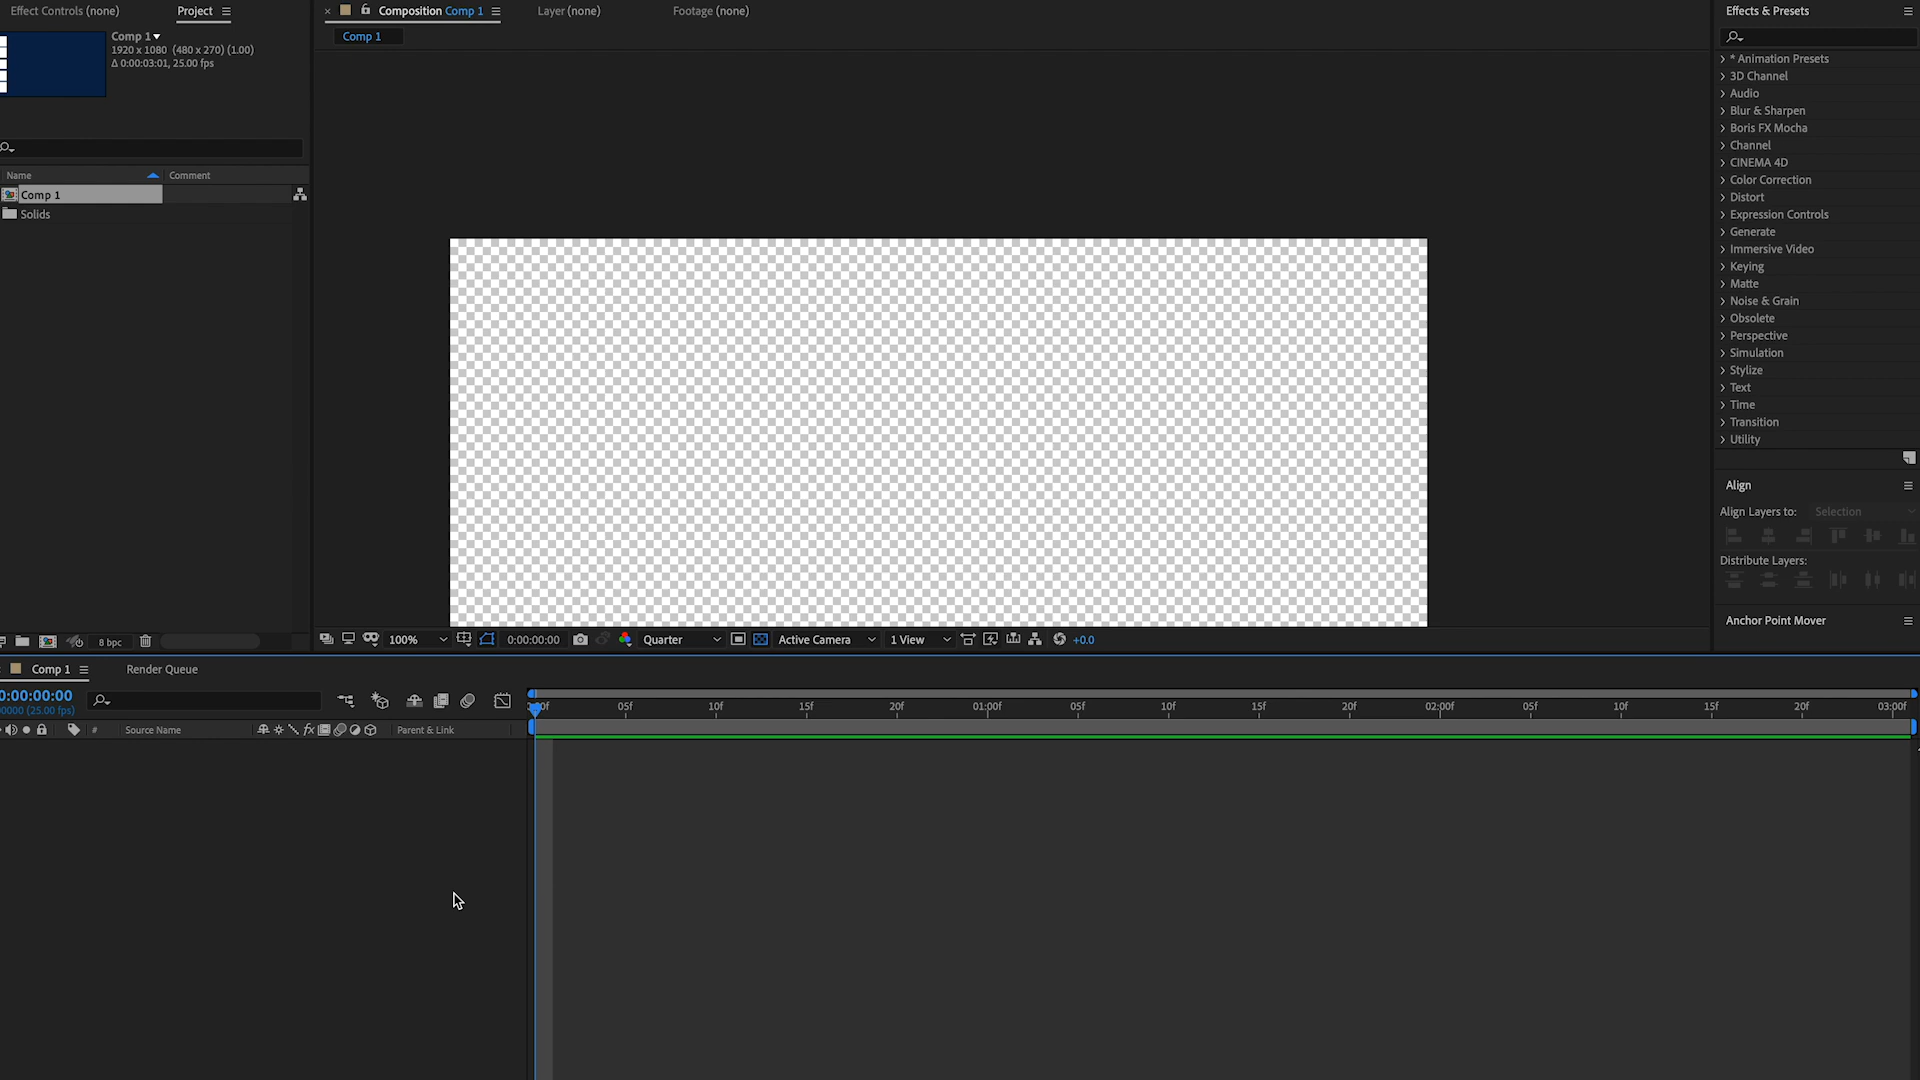 Effect Controls (none)
Project
Composition Comp 1
Layer (none)
Footage (none)
Effects & Presets
Comp 1
1920 x 1080 (480 x 270) (1.00)
Δ 0:00:03:01, 25.00 fps
Comp 1
Name
Comment
Comp 1
Solids
* Animation Presets
3D Channel
Audio
Blur & Sharpen
Boris FX Mocha
Channel
CINEMA 4D
Color Correction
Distort
Expression Controls
Generate
Immersive Video
Keying
Matte
Noise & Grain
Obsolete
Perspective
Simulation
Stylize
Text
Time
Transition
Utility
Align
Align Layers to: Selection
Distribute Layers:
Anchor Point Mover
8 bpc
100%
0:00:00:00
Quarter
Active Camera
1 View
+0.0
Comp 1
Render Queue
0:00:00:00
00000 (25.00 fps)
05f 10f 15f 20f 01:00f 05f 10f 15f 20f 02:00f 05f 10f 15f 20f 03:00f
# Source Name
fx
Parent & Link